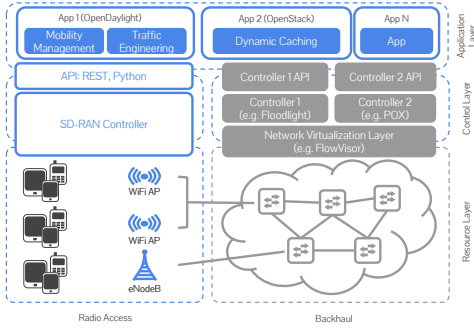 App 1 (OpenDaylight)
App 2 (OpenStack)
App N
Mobility
Management
Traffic
Engineering
Dynamic Caching
App
Application
Layer
API: REST, Python
Controller 1 API
Controller 2 API
SD-RAN Controller
Controller 1
(e.g. Floodlight)
Controller 2
(e.g. POX)
Network Virtualization Layer
(e.g. FlowVisor)
Control Layer
WiFi AP
WiFi AP
eNodeB
Resource Layer
Radio Access
Backhaul